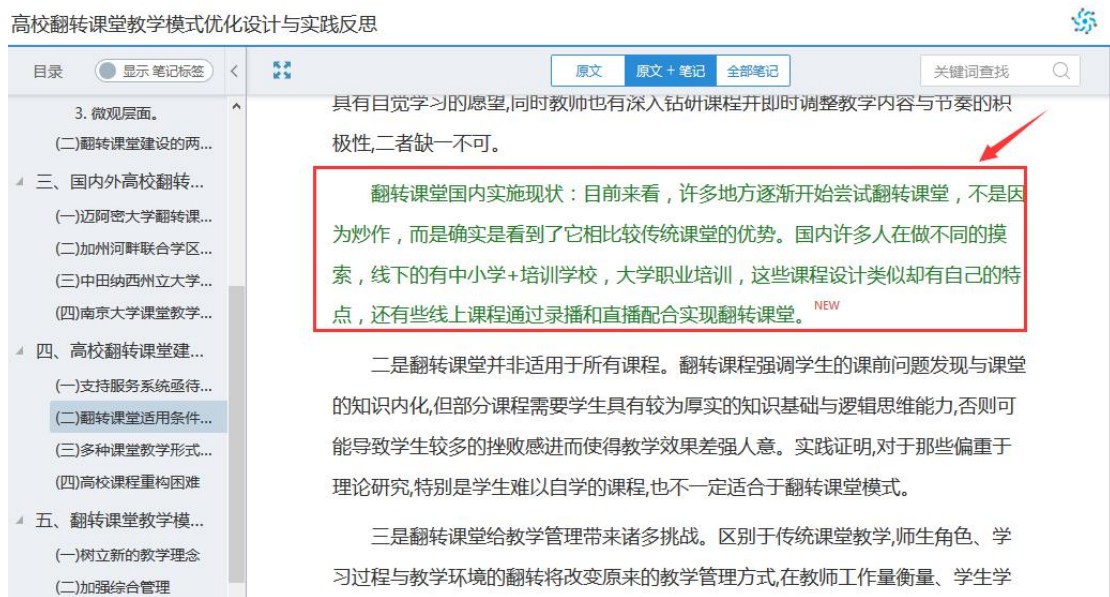 高校翻转课堂教学模式优化设计与实践反思
目录
显示 笔记标签
原文
原文 + 笔记
全部笔记
关键词查找
3. 微观层面。
(二)翻转课堂建设的两...
三、国内外高校翻转...
(一)迈阿密大学翻转课...
(二)加州河畔联合学区...
(三)中田纳西州立大学...
(四)南京大学课堂教学...
四、高校翻转课堂建...
(一)支持服务系统亟待...
(二)翻转课堂适用条件...
(三)多种课堂教学形式...
(四)高校课程重构困难
五、翻转课堂教学模...
(一)树立新的教学理念
(二)加强综合管理
具有自觉学习的愿望,同时教师也有深入钻研课程并即时调整教学内容与节奏的积
极性,二者缺一不可。
翻转课堂国内实施现状：目前来看，许多地方逐渐开始尝试翻转课堂，不是因
为炒作，而是确实是看到了它相比较传统课堂的优势。国内许多人在做不同的摸
索，线下的有中小学+培训学校，大学职业培训，这些课程设计类似却有自己的特
点，还有些线上课程通过录播和直播配合实现翻转课堂。NEW
二是翻转课堂并非适用于所有课程。翻转课程强调学生的课前问题发现与课堂
的知识内化,但部分课程需要学生具有较为厚实的知识基础与逻辑思维能力,否则可
能导致学生较多的挫败感进而使得教学效果差强人意。实践证明,对于那些偏重于
理论研究,特别是学生难以自学的课程,也不一定适合于翻转课堂模式。
三是翻转课堂给教学管理带来诸多挑战。区别于传统课堂教学,师生角色、学
习过程与教学环境的翻转将改变原来的教学管理方式,在教师工作量衡量、学生学